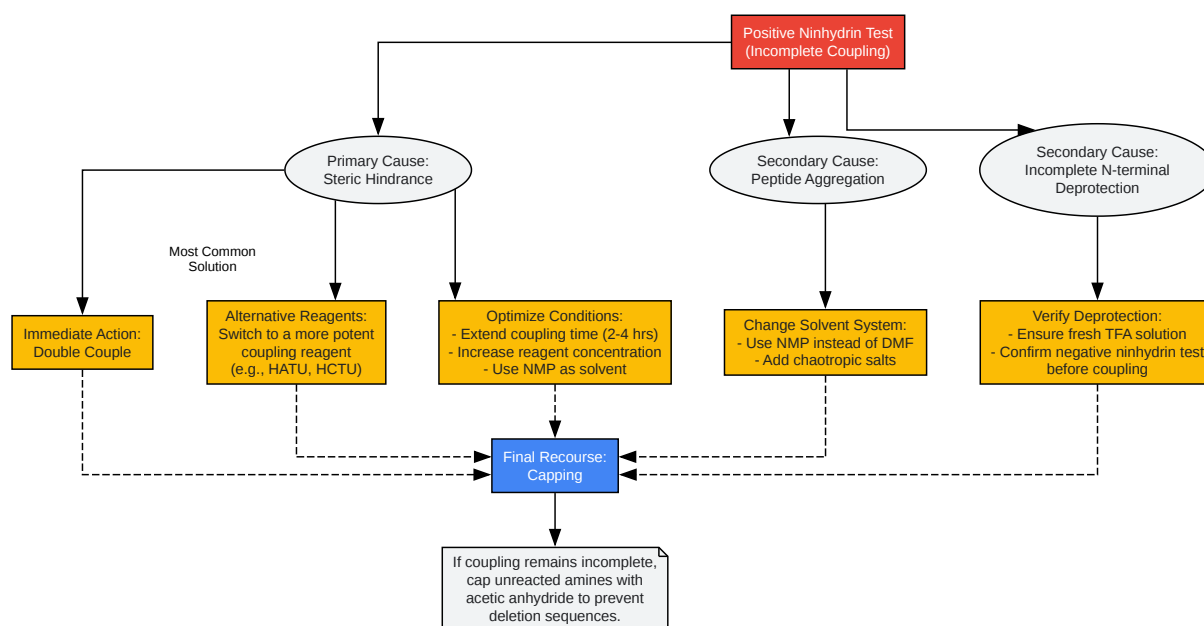 Positive Ninhydrin Test
(Incomplete Coupling)
Primary Cause:
Steric Hindrance
Secondary Cause:
Peptide Aggregation
Secondary Cause:
Incomplete N-terminal
Deprotection
Most Common
Solution
Immediate Action:
Double Couple
Alternative Reagents:
Switch to a more potent
coupling reagent
(e.g., HATU, HCTU)
Optimize Conditions:
- Extend coupling time (2-4 hrs)
- Increase reagent concentration
- Use NMP as solvent
Change Solvent System:
- Use NMP instead of DMF
- Add chaotropic salts
Verify Deprotection:
- Ensure fresh TFA solution
- Confirm negative ninhydrin test
before coupling
Final Recourse:
Capping
If coupling remains incomplete,
cap unreacted amines with
acetic anhydride to prevent
deletion sequences.